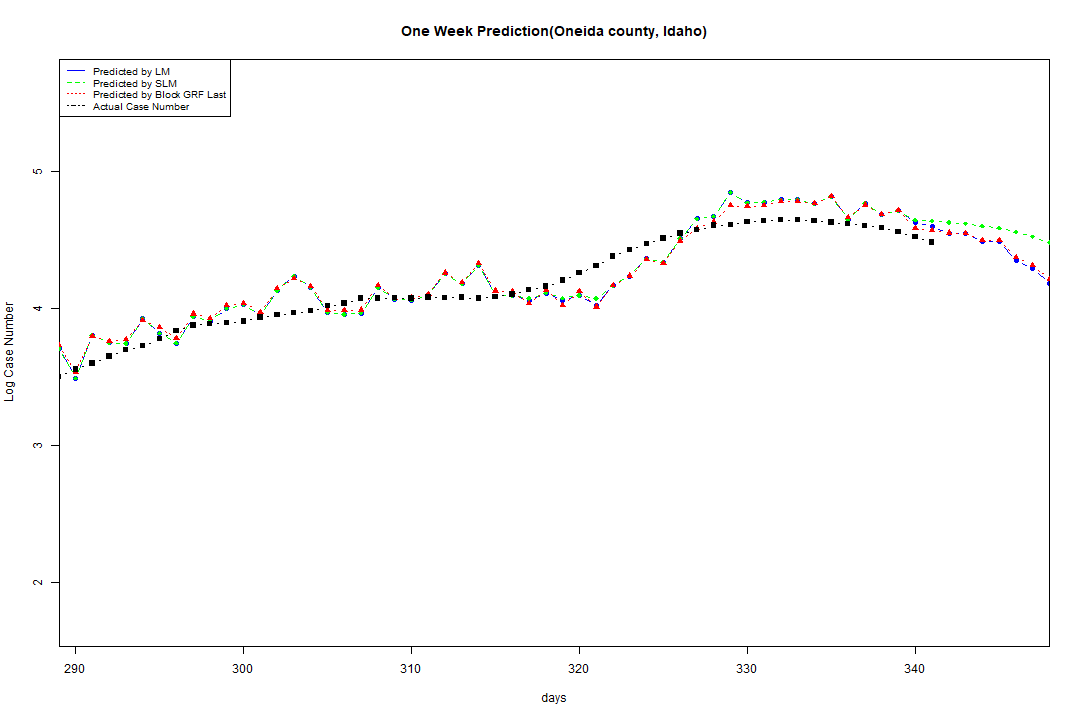 One Week Prediction(Oneida county, Idaho)
Predicted by LM
Predicted by SLM
Predicted by Block GRF Last
Actual Case Number
5
4
3
2
Log Case Number
290 300 310 320 330 340
days